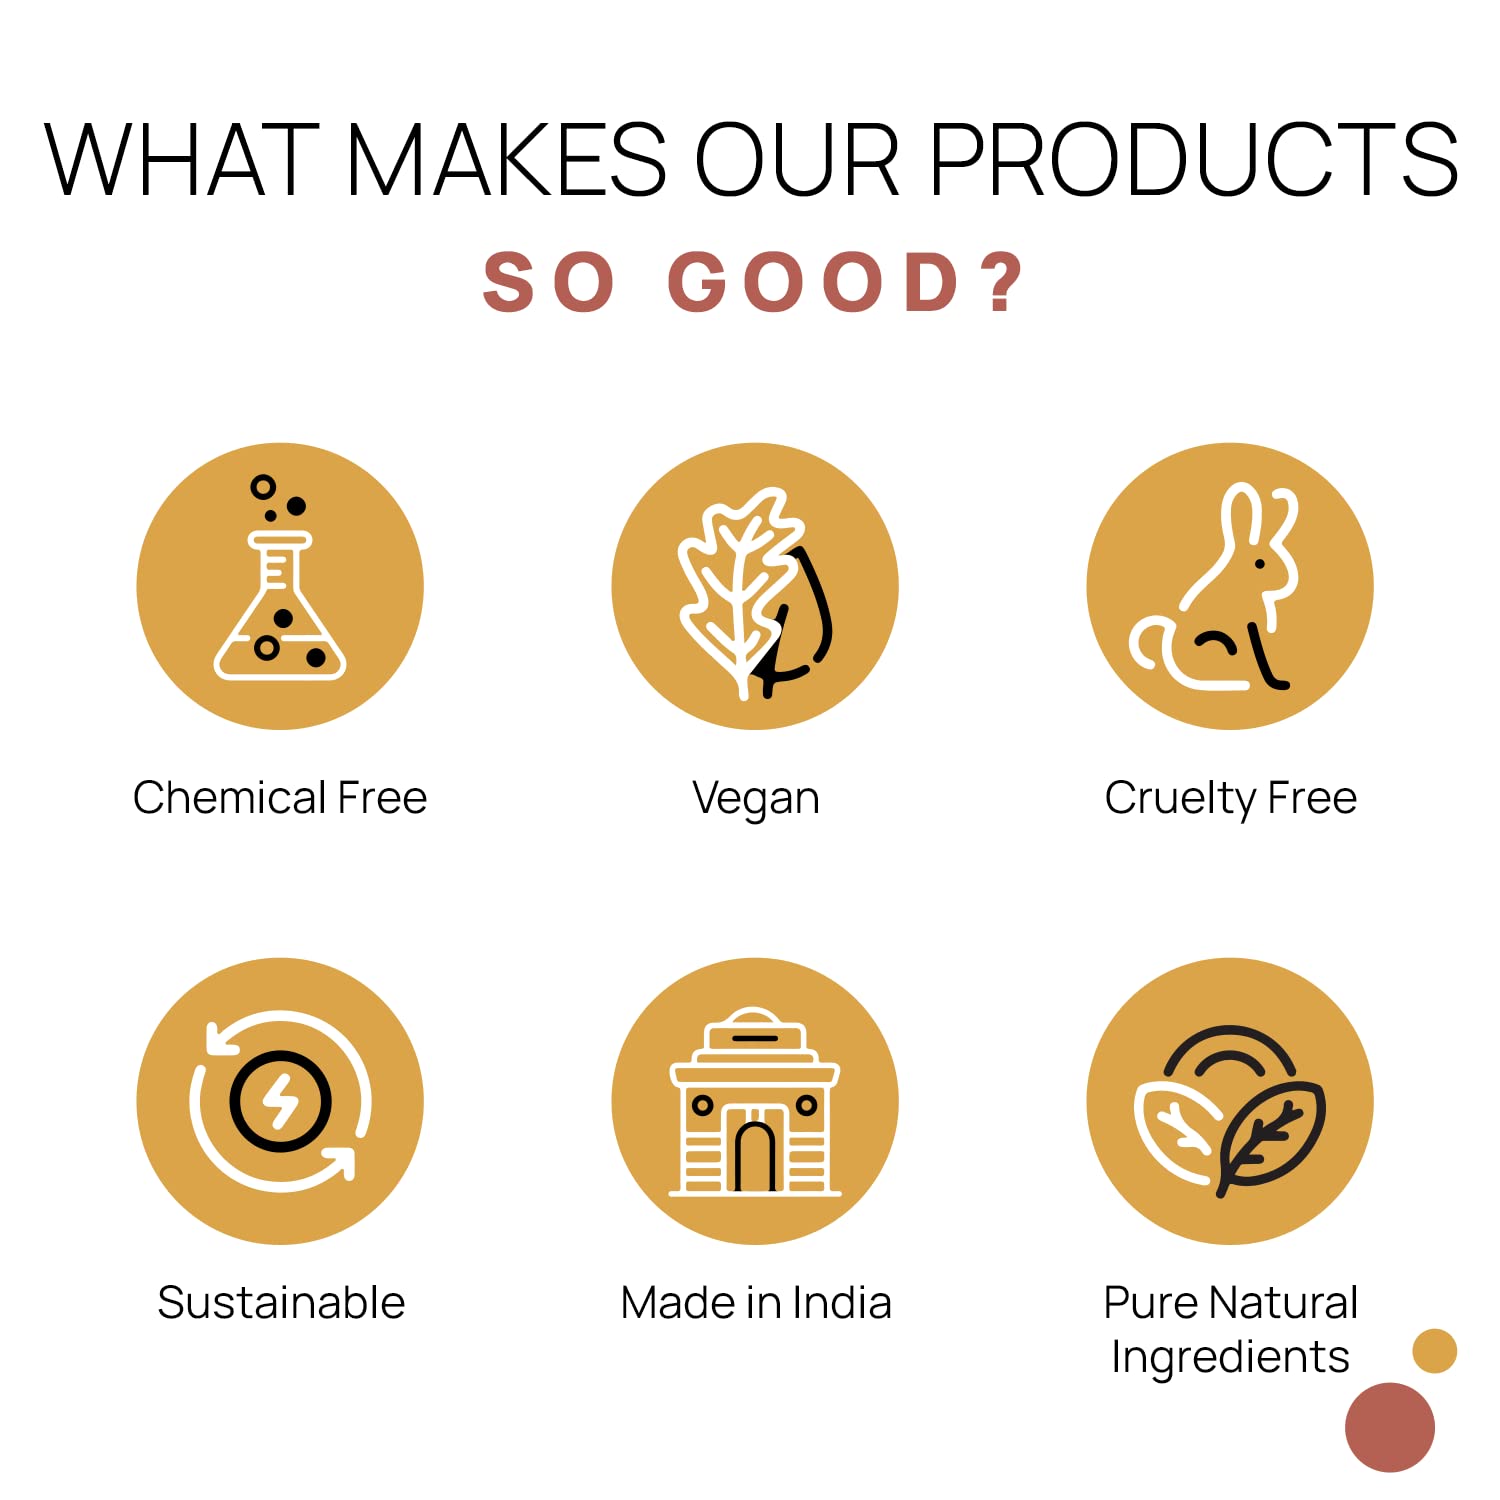 WHAT MAKES OUR PRODUCTS
SO GOOD?
Chemical Free
Vegan
Cruelty Free
Sustainable
Made in India
Pure Natural
Ingredients